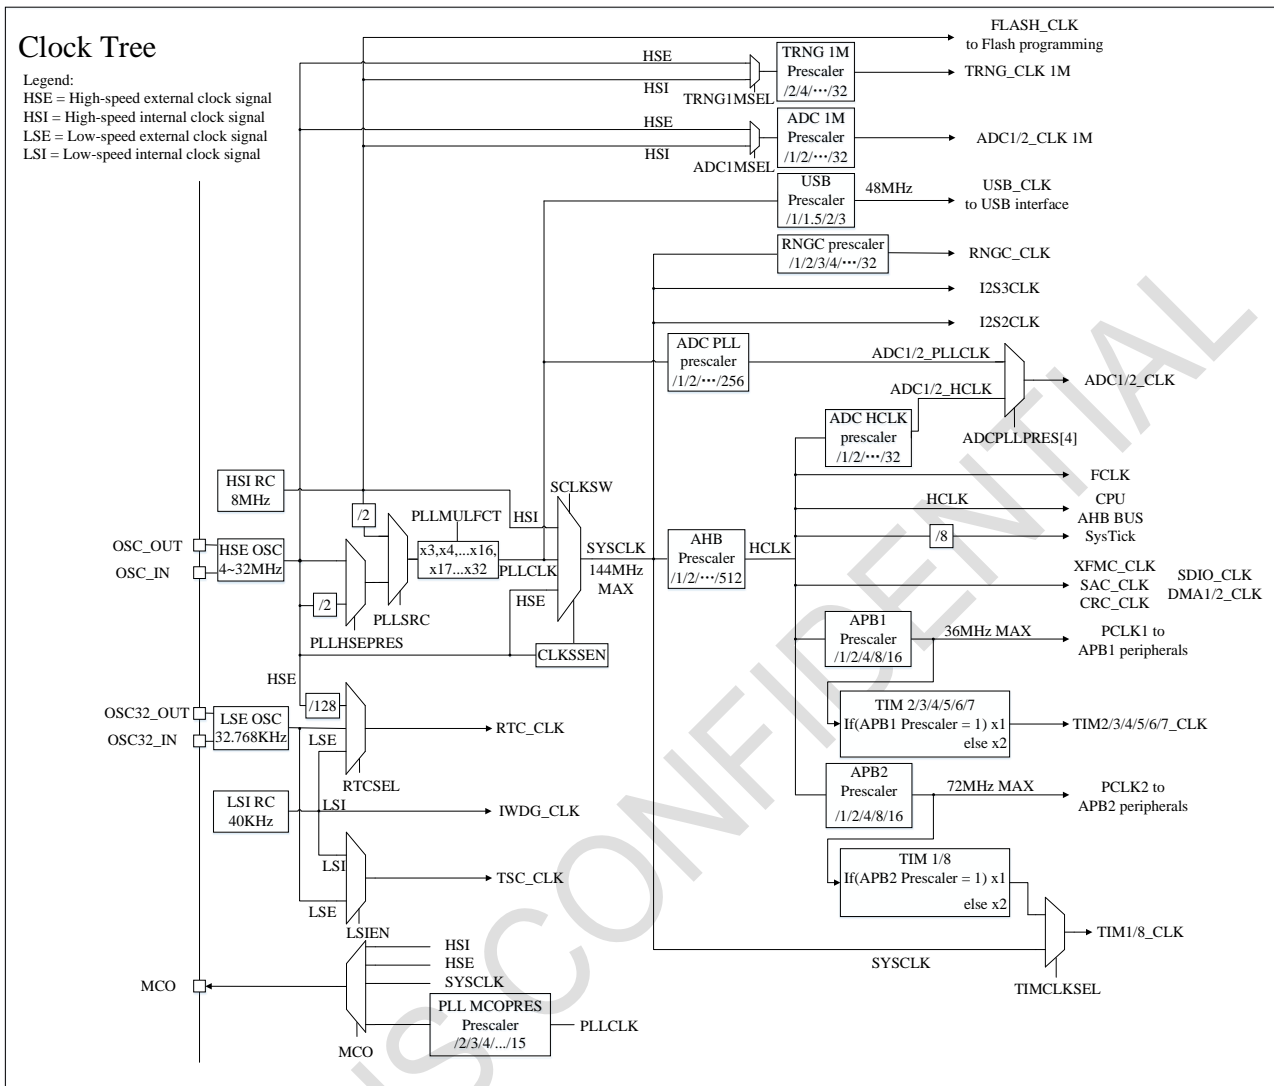 Clock Tree
Legend:
HSE = High-speed external clock signal
HSI = High-speed internal clock signal
LSE = Low-speed external clock signal
LSI = Low-speed internal clock signal
FLASH_CLK
to Flash programming
HSE
HSI
TRNG1MSEL
TRNG 1M
Prescaler
/2/4/···/32
TRNG_CLK 1M
HSE
HSI
ADC1MSEL
ADC 1M
Prescaler
/1/2/···/32
ADC1/2_CLK 1M
USB
Prescaler
/1/1.5/2/3
48MHz
USB_CLK
to USB interface
RNGC prescaler
/1/2/3/4/···/32
RNGC_CLK
I2S3CLK
I2S2CLK
ADC PLL
prescaler
/1/2/···/256
ADC1/2_PLLCLK
ADC1/2_HCLK
ADC1/2_CLK
ADCPLLPRES[4]
ADC HCLK
prescaler
/1/2/···/32
HSI RC
8MHz
/2
PLLMULFCT
SCLKSW
HSI
FCLK
HCLK
CPU
AHB BUS
/8
SysTick
OSC_OUT
OSC_IN
HSE OSC
4~32MHz
x3,x4,...x16,
x17...x32
PLLCLK
HSE
SYSCLK
144MHz
MAX
AHB
Prescaler
/1/2/···/512
HCLK
XFMC_CLK
SAC_CLK
CRC_CLK
SDIO_CLK
DMA1/2_CLK
/2
PLLSRC
PLLHSEPRES
CLKSSEN
APB1
Prescaler
/1/2/4/8/16
36MHz MAX
PCLK1 to
APB1 peripherals
HSE
/128
OSC32_OUT
OSC32_IN
LSE OSC
32.768KHz
LSE
RTC_CLK
RTCSEL
TIM 2/3/4/5/6/7
If(APB1 Prescaler = 1) x1
else x2
TIM2/3/4/5/6/7_CLK
LSI RC
40KHz
LSI
IWDG_CLK
APB2
Prescaler
/1/2/4/8/16
72MHz MAX
PCLK2 to
APB2 peripherals
LSI
LSE
TSC_CLK
LSIEN
TIM 1/8
If(APB2 Prescaler = 1) x1
else x2
TIM1/8_CLK
SYSCLK
TIMCLKSEL
HSI
HSE
SYSCLK
MCO
PLL MCOPRES
Prescaler
/2/3/4/.../15
PLLCLK
MCO
CONFIDENTIAL